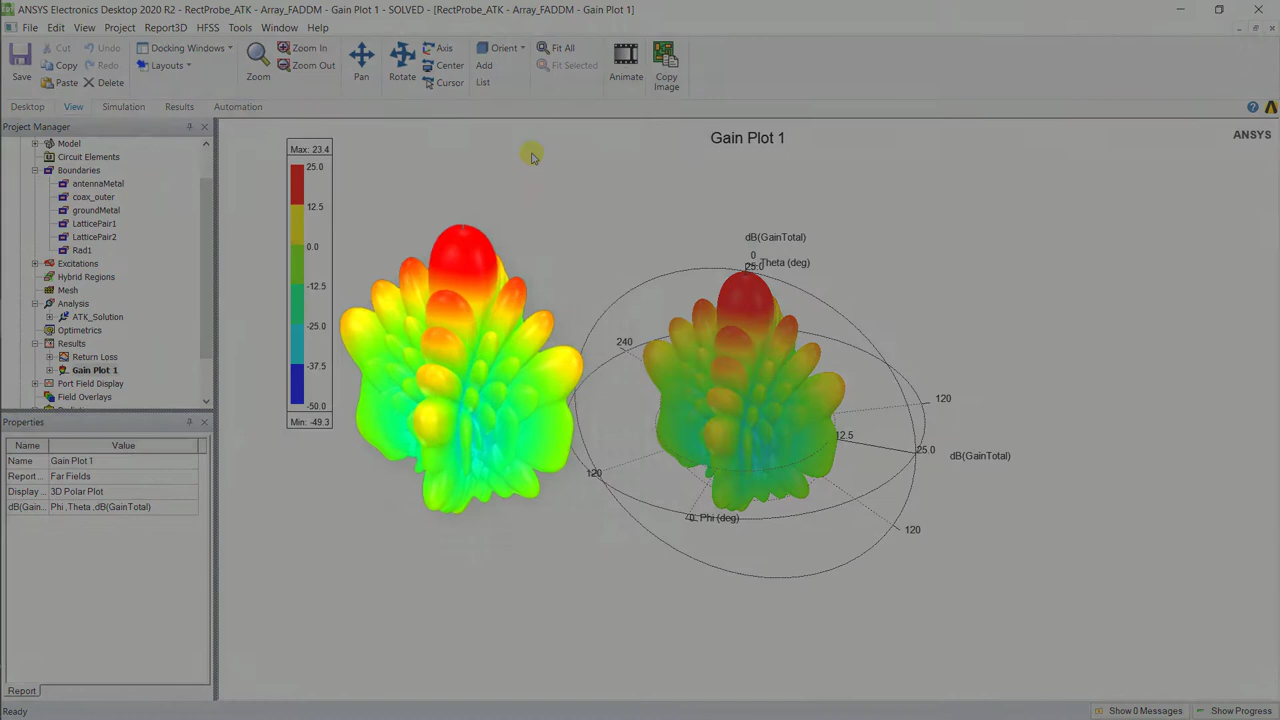 ANSYS Electronics Desktop 2020 R2 - RectProbe_ATK - Array_FADDM - Gain Plot 1 - SOLVED - [RectProbe_ATK - Array_FADDM - Gain Plot 1]
File Edit View Project Report3D HFSS Tools Window Help
Save
Cut
Copy
Paste
Undo
Redo
Delete
Docking Windows
Layouts
Zoom
Zoom In
Zoom Out
Pan
Rotate
Axis
Center
Cursor
Orient
Add
List
Fit All
Fit Selected
Animate
Copy
Image
Desktop View Simulation Results Automation
Project Manager
Model
Circuit Elements
Boundaries
antennaMetal
coax_outer
groundMetal
LatticePair1
LatticePair2
Rad1
Excitations
Hybrid Regions
Mesh
Analysis
ATK_Solution
Optimetrics
Results
Return Loss
Gain Plot 1
Port Field Display
Field Overlays
Properties
Name Value
Name Gain Plot 1
Report... Far Fields
Display ... 3D Polar Plot
dB(Gain... Phi ,Theta ,dB(GainTotal)
Report
Gain Plot 1
ANSYS
Max: 23.4
25.0
12.5
0.0
-12.5
-25.0
-37.5
-50.0
Min: -49.3
dB(GainTotal)
0
Theta (deg)
25.0
240
120
12.5
25.0
dB(GainTotal)
120
0
Phi (deg)
120
Ready
Show 0 Messages
Show Progress